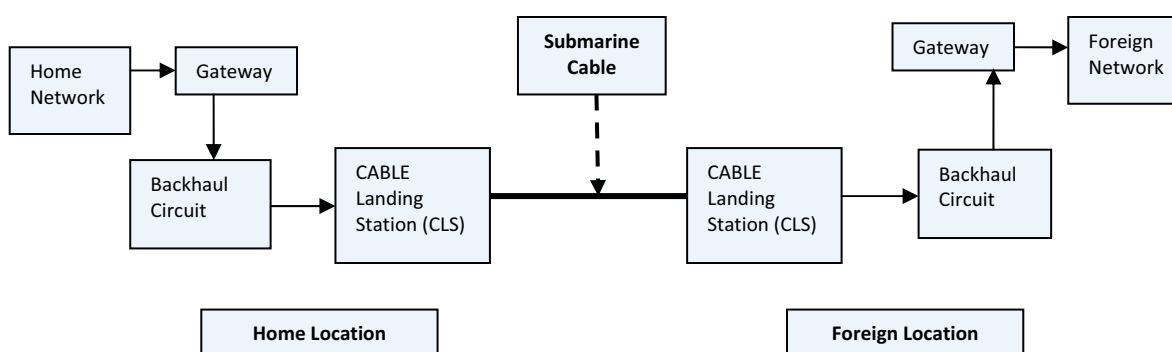 Home
Network
Gateway
Backhaul
Circuit
CABLE
Landing
Station (CLS)
Submarine
Cable
CABLE
Landing
Station (CLS)
Backhaul
Circuit
Gateway
Foreign
Network
Home Location
Foreign Location